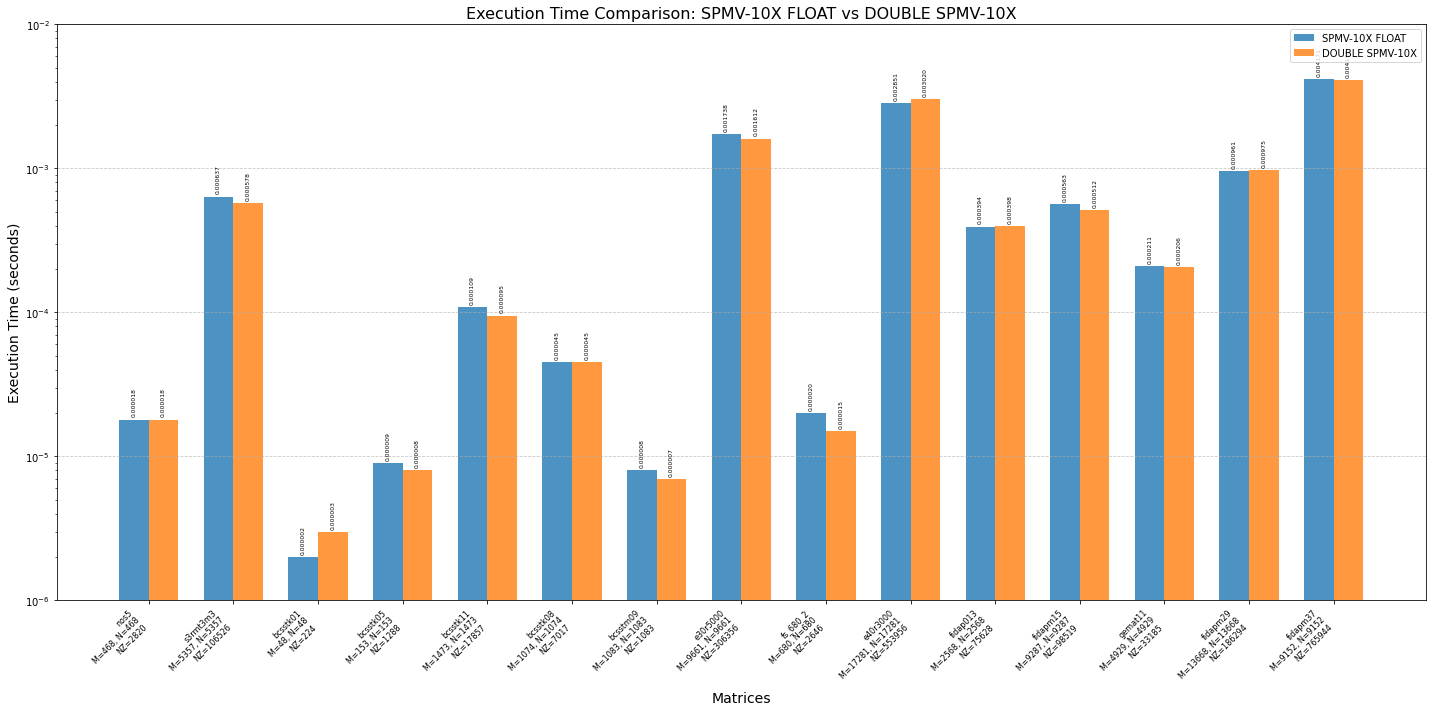 Execution Time Comparison: SPMV-10X FLOAT vs DOUBLE SPMV-10X
SPMV-10X FLOAT
DOUBLE SPMV-10X
Execution Time (seconds)
10⁻²
10⁻³
10⁻⁴
10⁻⁵
10⁻⁶
0.000018
0.000018
0.000637
0.000578
0.000002
0.000003
0.000009
0.000008
0.000109
0.000095
0.000045
0.000045
0.000008
0.000007
0.001738
0.001612
0.000020
0.000015
0.002851
0.003020
0.000394
0.000398
0.000563
0.000512
0.000211
0.000206
0.000961
0.000975
nos5
M=468, N=468
NZ=2820
s3rmt3m3
M=5357, N=5357
NZ=106526
bcsstk01
M=48, N=48
NZ=224
bcsstk05
M=153, N=153
NZ=1288
bcsstk11
M=1473, N=1473
NZ=17857
bcsstk08
M=1074, N=1074
NZ=7017
bcsstm09
M=1083, N=1083
NZ=1083
e30r5000
M=9661, N=9661
NZ=306356
fs_680_2
M=680, N=680
NZ=2646
e40r3000
M=17281, N=17281
NZ=553956
fidap013
M=2568, N=2568
NZ=75628
fidapm15
M=9287, N=9287
NZ=98519
gemat11
M=4929, N=4929
NZ=33185
fidapm29
M=13668, N=13668
NZ=186294
fidapm37
M=9152, N=9152
NZ=765944
Matrices